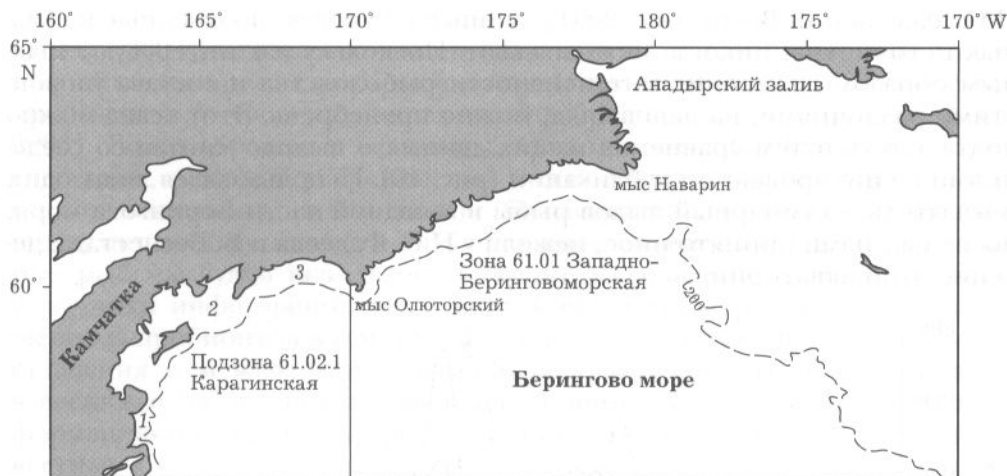 160 165 170 175 180 175 170° W
65°
N
Анадырский залив
мыс Наварин
Зона 61.01 Западно-
Беринговоморская
60°
3
2
мыс Олюторский
200
Камчатка
Подзона 61.02.1
Карагинская
Берингово море
1